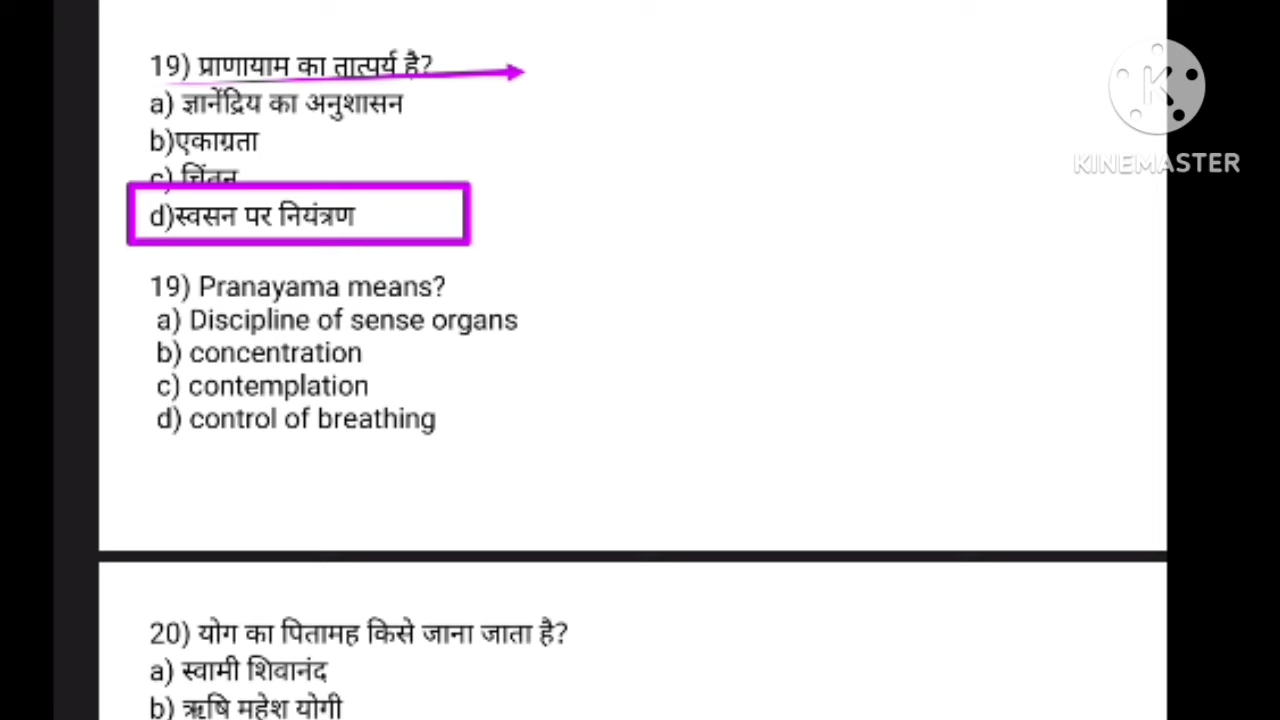 19) प्राणायाम का तात्पर्य है?
a) ज्ञानेंद्रिय का अनुशासन
b)एकाग्रता
c) चिंतन
d)स्वसन पर नियंत्रण
19) Pranayama means?
a) Discipline of sense organs
b) concentration
c) contemplation
d) control of breathing
20) योग का पितामह किसे जाना जाता है?
a) स्वामी शिवानंद
b) ऋषि महेश योगी
KINEMASTER